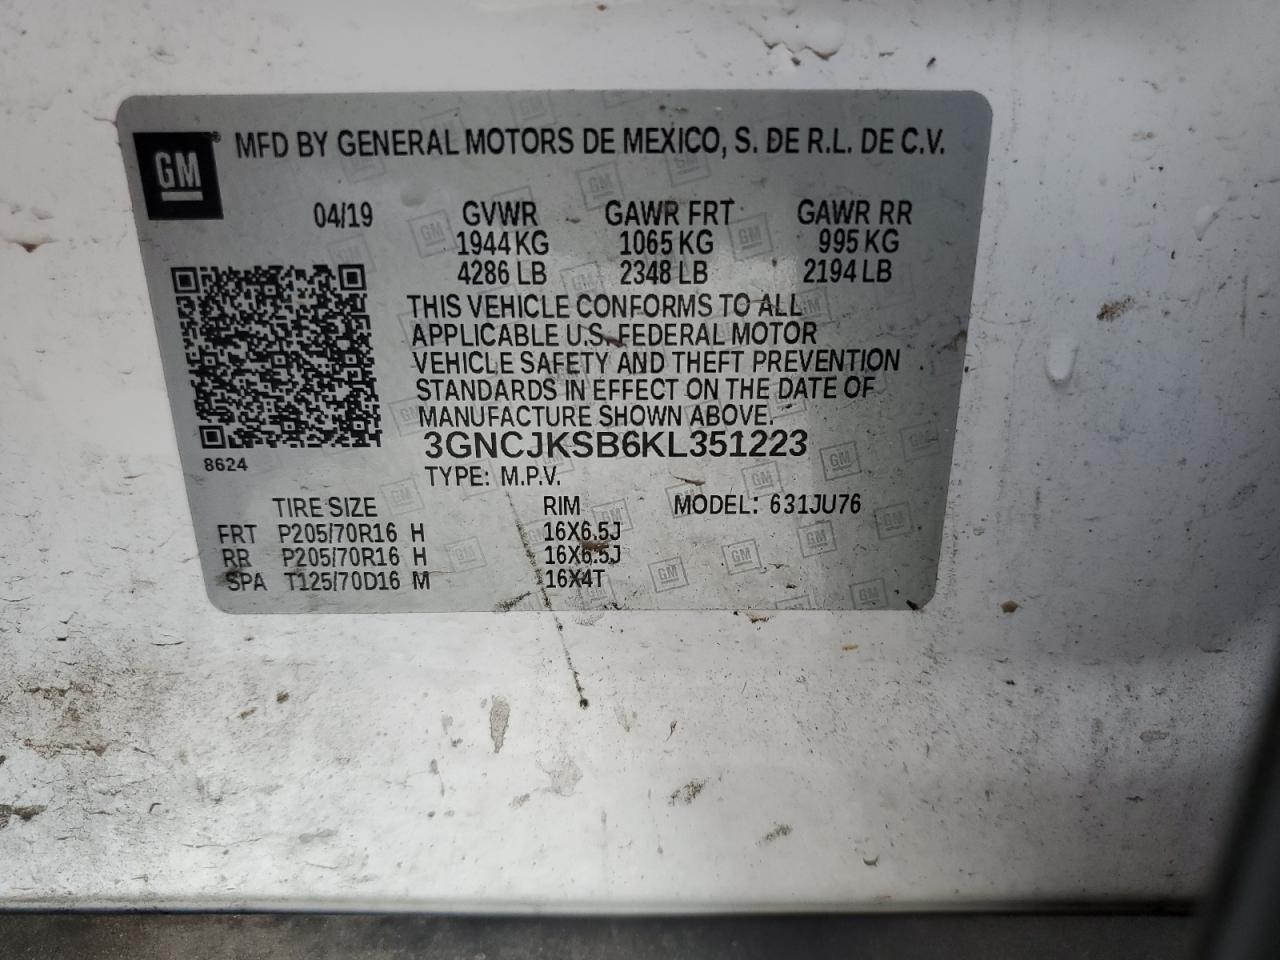 GM
MFD BY GENERAL MOTORS DE MEXICO, S. DE R.L. DE C.V.
04/19 GVWR GAWR FRT GAWR RR
1944 KG 1065 KG 995 KG
4286 LB 2348 LB 2194 LB
THIS VEHICLE CONFORMS TO ALL
APPLICABLE U.S. FEDERAL MOTOR
VEHICLE SAFETY AND THEFT PREVENTION
STANDARDS IN EFFECT ON THE DATE OF
MANUFACTURE SHOWN ABOVE.
3GNCJKSB6KL351223
8624
TYPE: M.P.V.
TIRE SIZE RIM MODEL: 631JU76
FRT P205/70R16 H 16X6.5J
RR P205/70R16 H 16X6.5J
SPA T125/70D16 M 16X4T